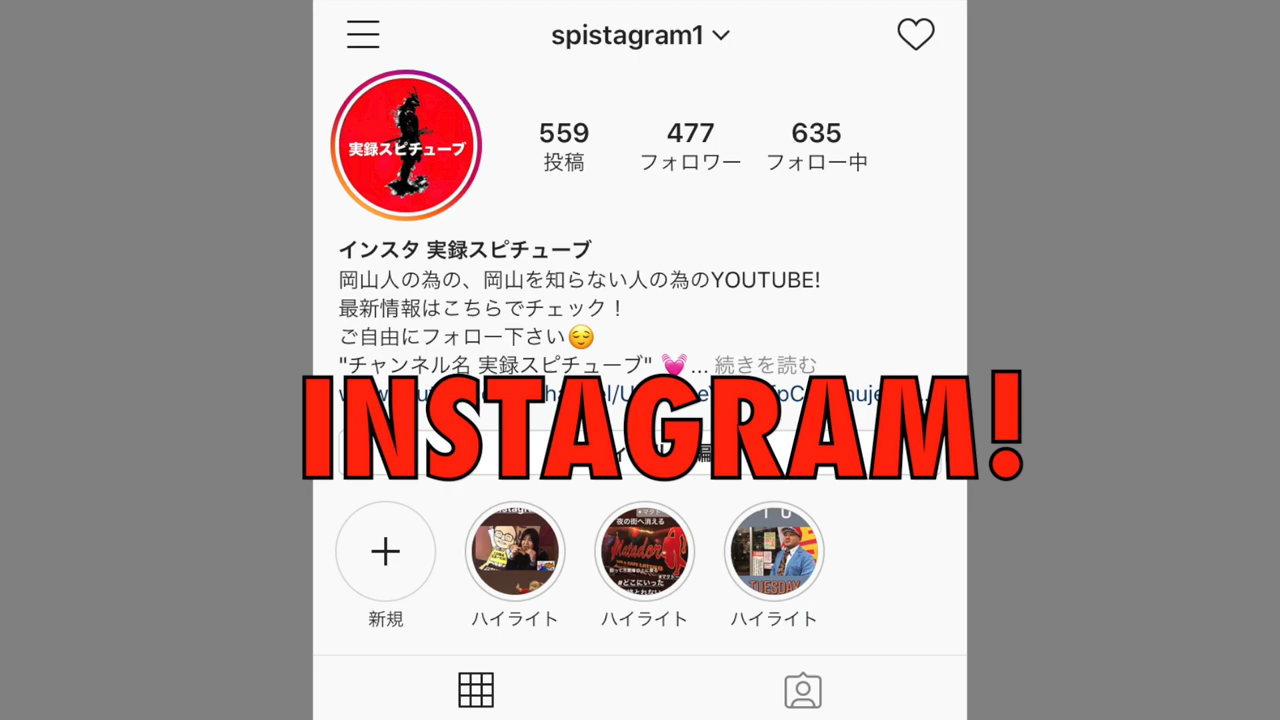 spistagram1
実録スピチューブ
559
投稿
477
フォロワー
635
フォロー中
インスタ 実録スピチューブ
岡山人の為の、岡山を知らない人の為のYOUTUBE!
最新情報はこちらでチェック！
ご自由にフォロー下さい😌
"チャンネル名 実録スピチューブ" 💓 ... 続きを読む
INSTAGRAM!
夜の街へ消える
Matador
#どこにいった
TUESDAY
新規
ハイライト
ハイライト
ハイライト